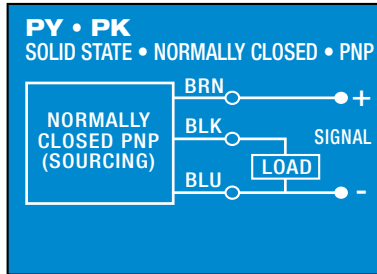 PY • PK
SOLID STATE • NORMALLY CLOSED • PNP
BRN
+
NORMALLY
CLOSED PNP
(SOURCING)
BLK
SIGNAL
LOAD
BLU
-